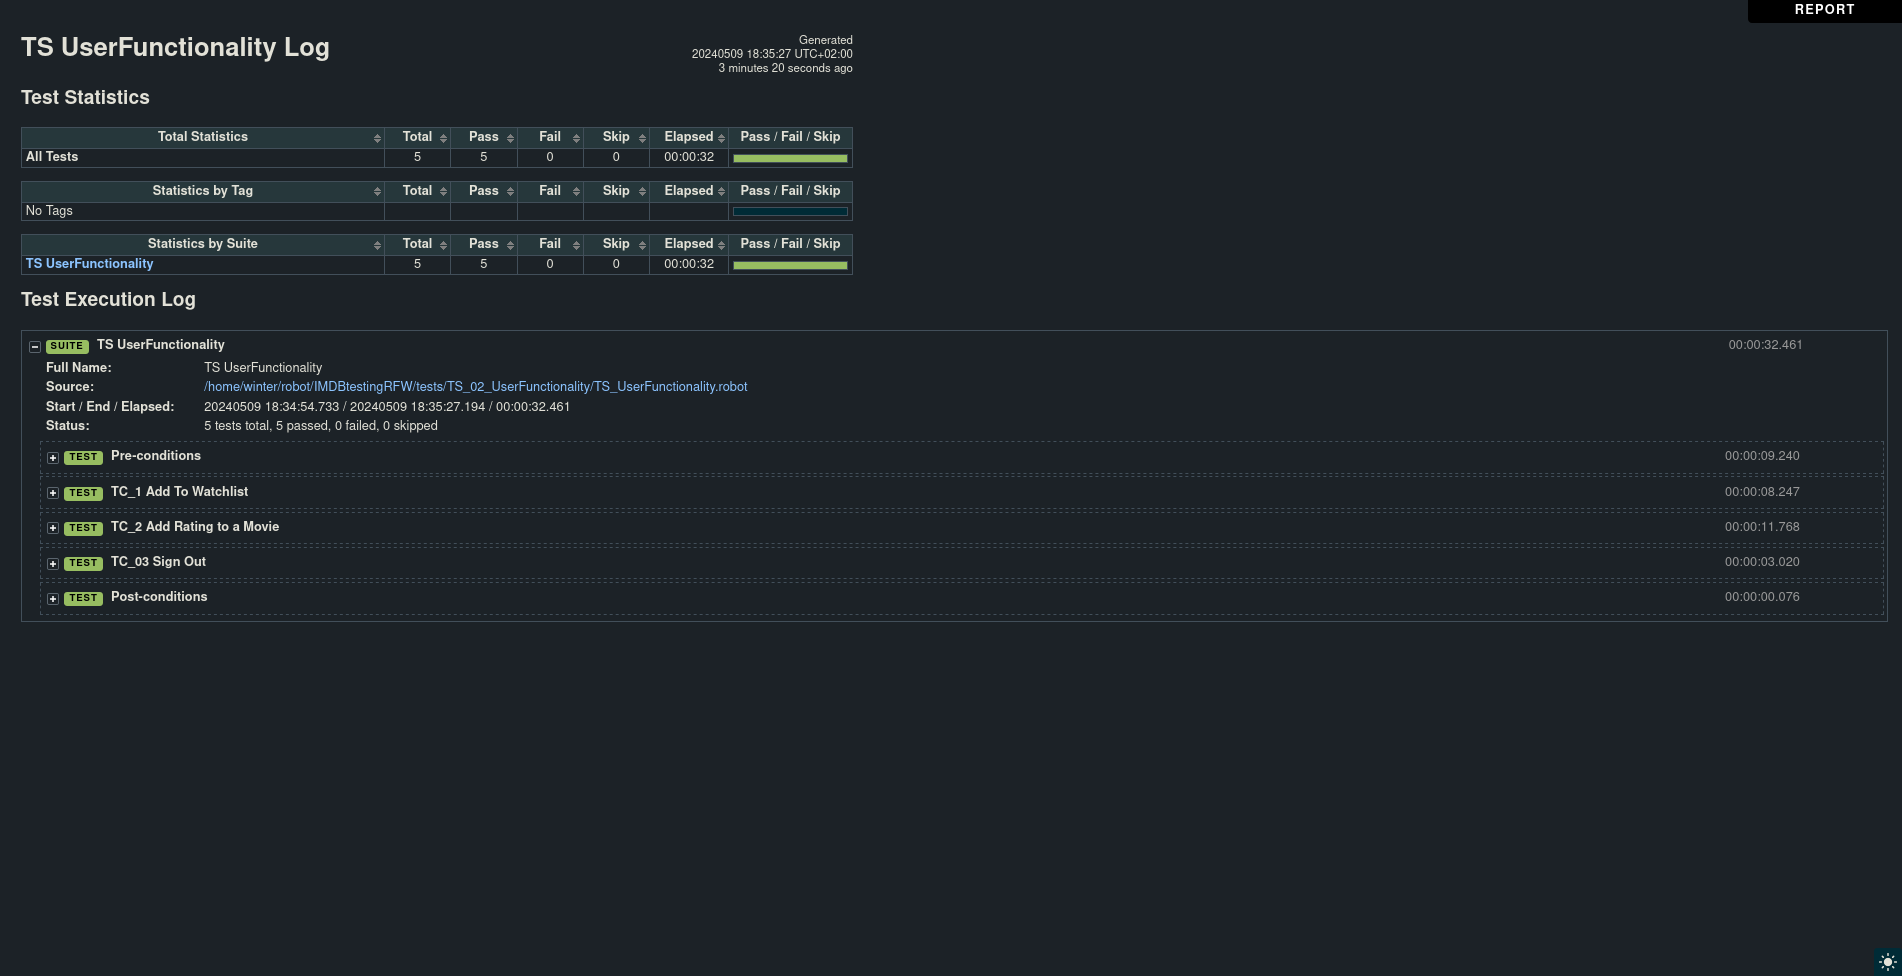 REPORT
TS UserFunctionality Log
Generated
20240509 18:35:27 UTC+02:00
3 minutes 20 seconds ago
Test Statistics
Total Statistics Total Pass Fail Skip Elapsed Pass / Fail / Skip
All Tests 5 5 0 0 00:00:32
Statistics by Tag Total Pass Fail Skip Elapsed Pass / Fail / Skip
No Tags
Statistics by Suite Total Pass Fail Skip Elapsed Pass / Fail / Skip
TS UserFunctionality 5 5 0 0 00:00:32
Test Execution Log
SUITE TS UserFunctionality 00:00:32.461
Full Name: TS UserFunctionality
Source: /home/winter/robot/IMDBtestingRFW/tests/TS_02_UserFunctionality/TS_UserFunctionality.robot
Start / End / Elapsed: 20240509 18:34:54.733 / 20240509 18:35:27.194 / 00:00:32.461
Status: 5 tests total, 5 passed, 0 failed, 0 skipped
TEST Pre-conditions 00:00:09.240
TEST TC_1 Add To Watchlist 00:00:08.247
TEST TC_2 Add Rating to a Movie 00:00:11.768
TEST TC_03 Sign Out 00:00:03.020
TEST Post-conditions 00:00:00.076